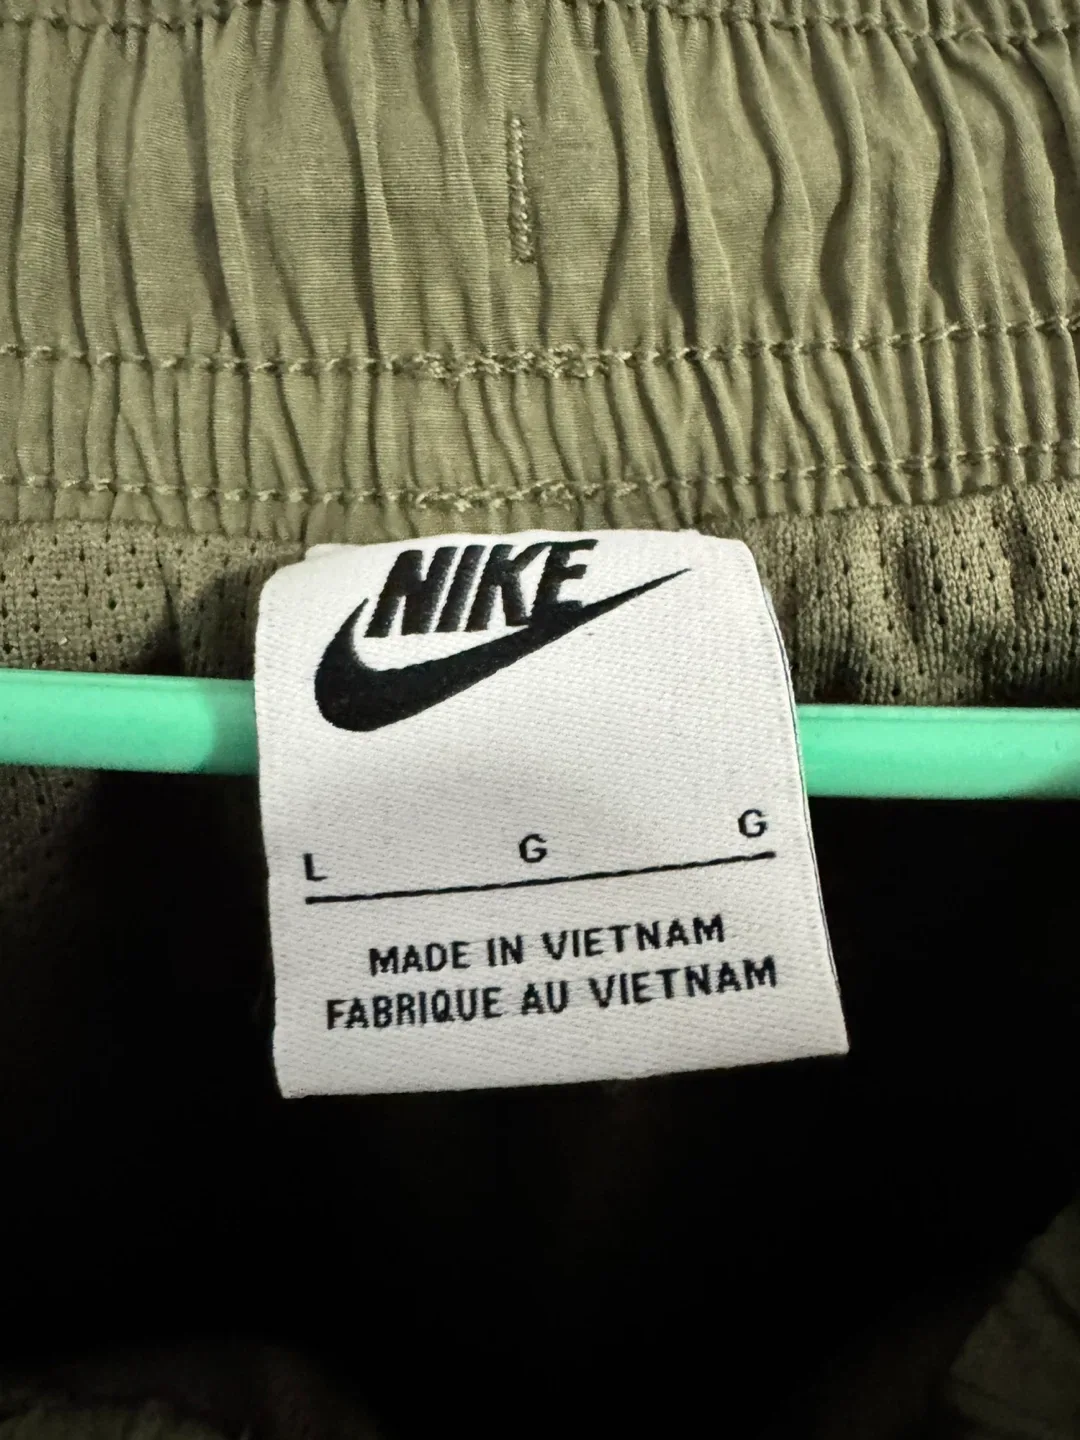 NIKE
L G G
MADE IN VIETNAM
FABRIQUE AU VIETNAM